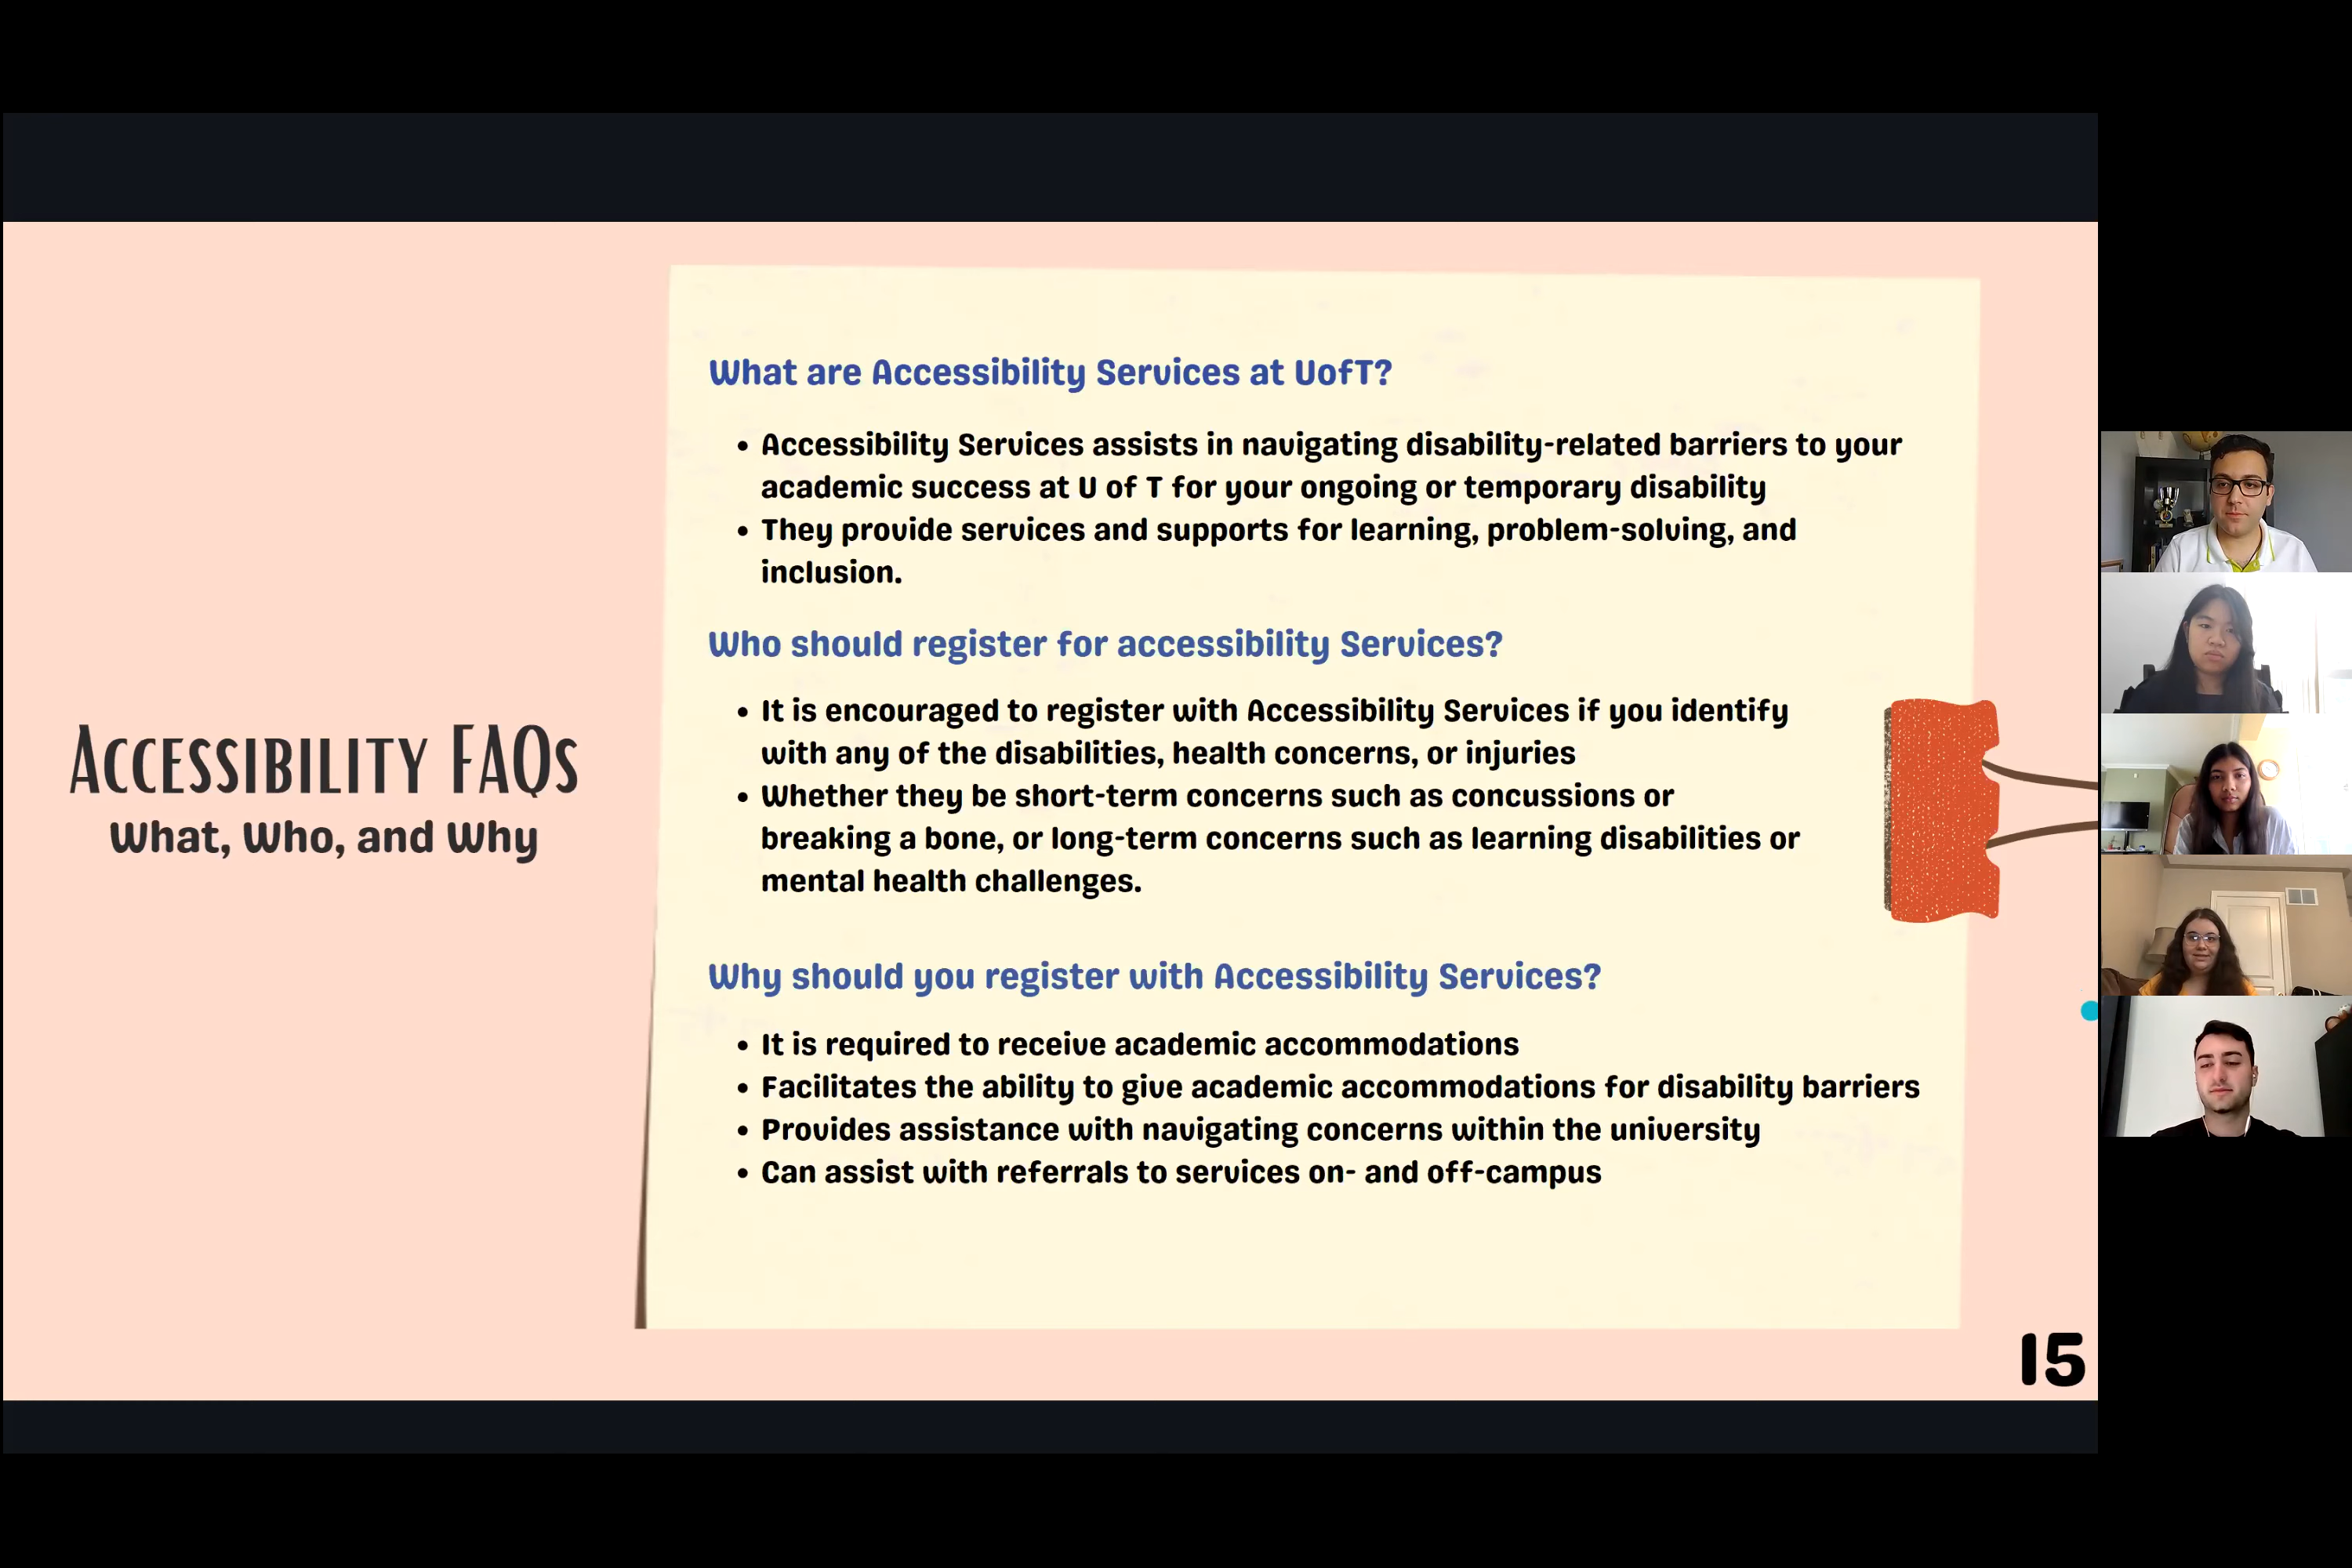 Accessibility FAQs
What, Who, and Why
What are Accessibility Services at UofT?
• Accessibility Services assists in navigating disability-related barriers to your
academic success at U of T for your ongoing or temporary disability
• They provide services and supports for learning, problem-solving, and
inclusion.
Who should register for accessibility Services?
• It is encouraged to register with Accessibility Services if you identify
with any of the disabilities, health concerns, or injuries
• Whether they be short-term concerns such as concussions or
breaking a bone, or long-term concerns such as learning disabilities or
mental health challenges.
Why should you register with Accessibility Services?
• It is required to receive academic accommodations
• Facilitates the ability to give academic accommodations for disability barriers
• Provides assistance with navigating concerns within the university
• Can assist with referrals to services on- and off-campus
15